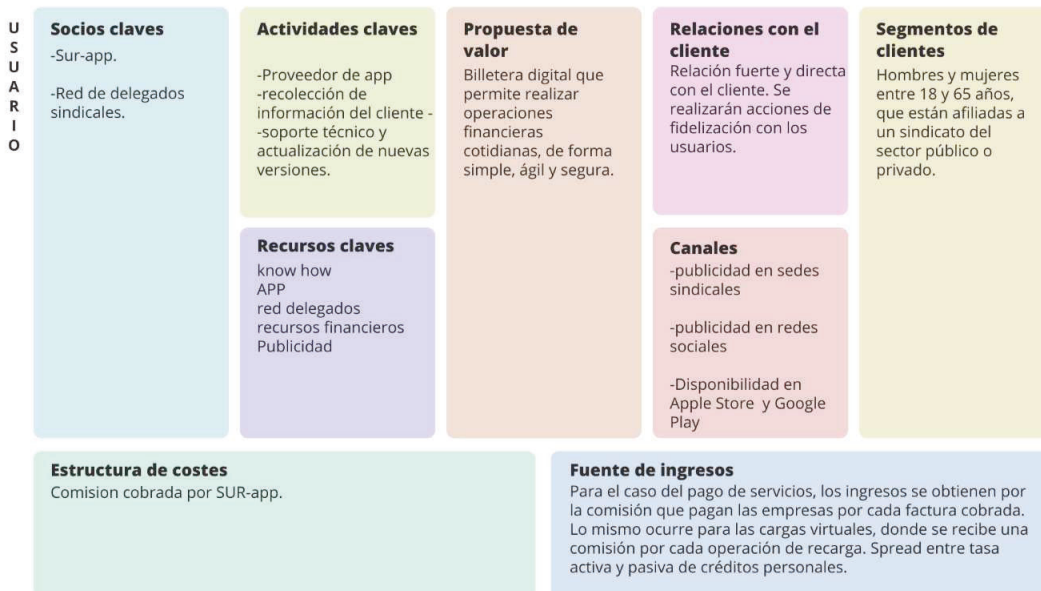 USUARIO
Socios claves
-Sur-app.
-Red de delegados
sindicales.
Actividades claves
-Proveedor de app
-recolección de
información del cliente -
-soporte técnico y
actualización de nuevas
versiones.
Recursos claves
know how
APP
red delegados
recursos financieros
Publicidad
Propuesta de
valor
Billetera digital que
permite realizar
operaciones
financieras
cotidianas, de forma
simple, ágil y segura.
Relaciones con el
cliente
Relación fuerte y directa
con el cliente. Se
realizarán acciones de
fidelización con los
usuarios.
Canales
-publicidad en sedes
sindicales
-publicidad en redes
sociales
-Disponibilidad en
Apple Store y Google
Play
Segmentos de
clientes
Hombres y mujeres
entre 18 y 65 años,
que están afiliadas a
un sindicato del
sector público o
privado.
Estructura de costes
Comision cobrada por SUR-app.
Fuente de ingresos
Para el caso del pago de servicios, los ingresos se obtienen por
la comisión que pagan las empresas por cada factura cobrada.
Lo mismo ocurre para las cargas virtuales, donde se recibe una
comisión por cada operación de recarga. Spread entre tasa
activa y pasiva de créditos personales.